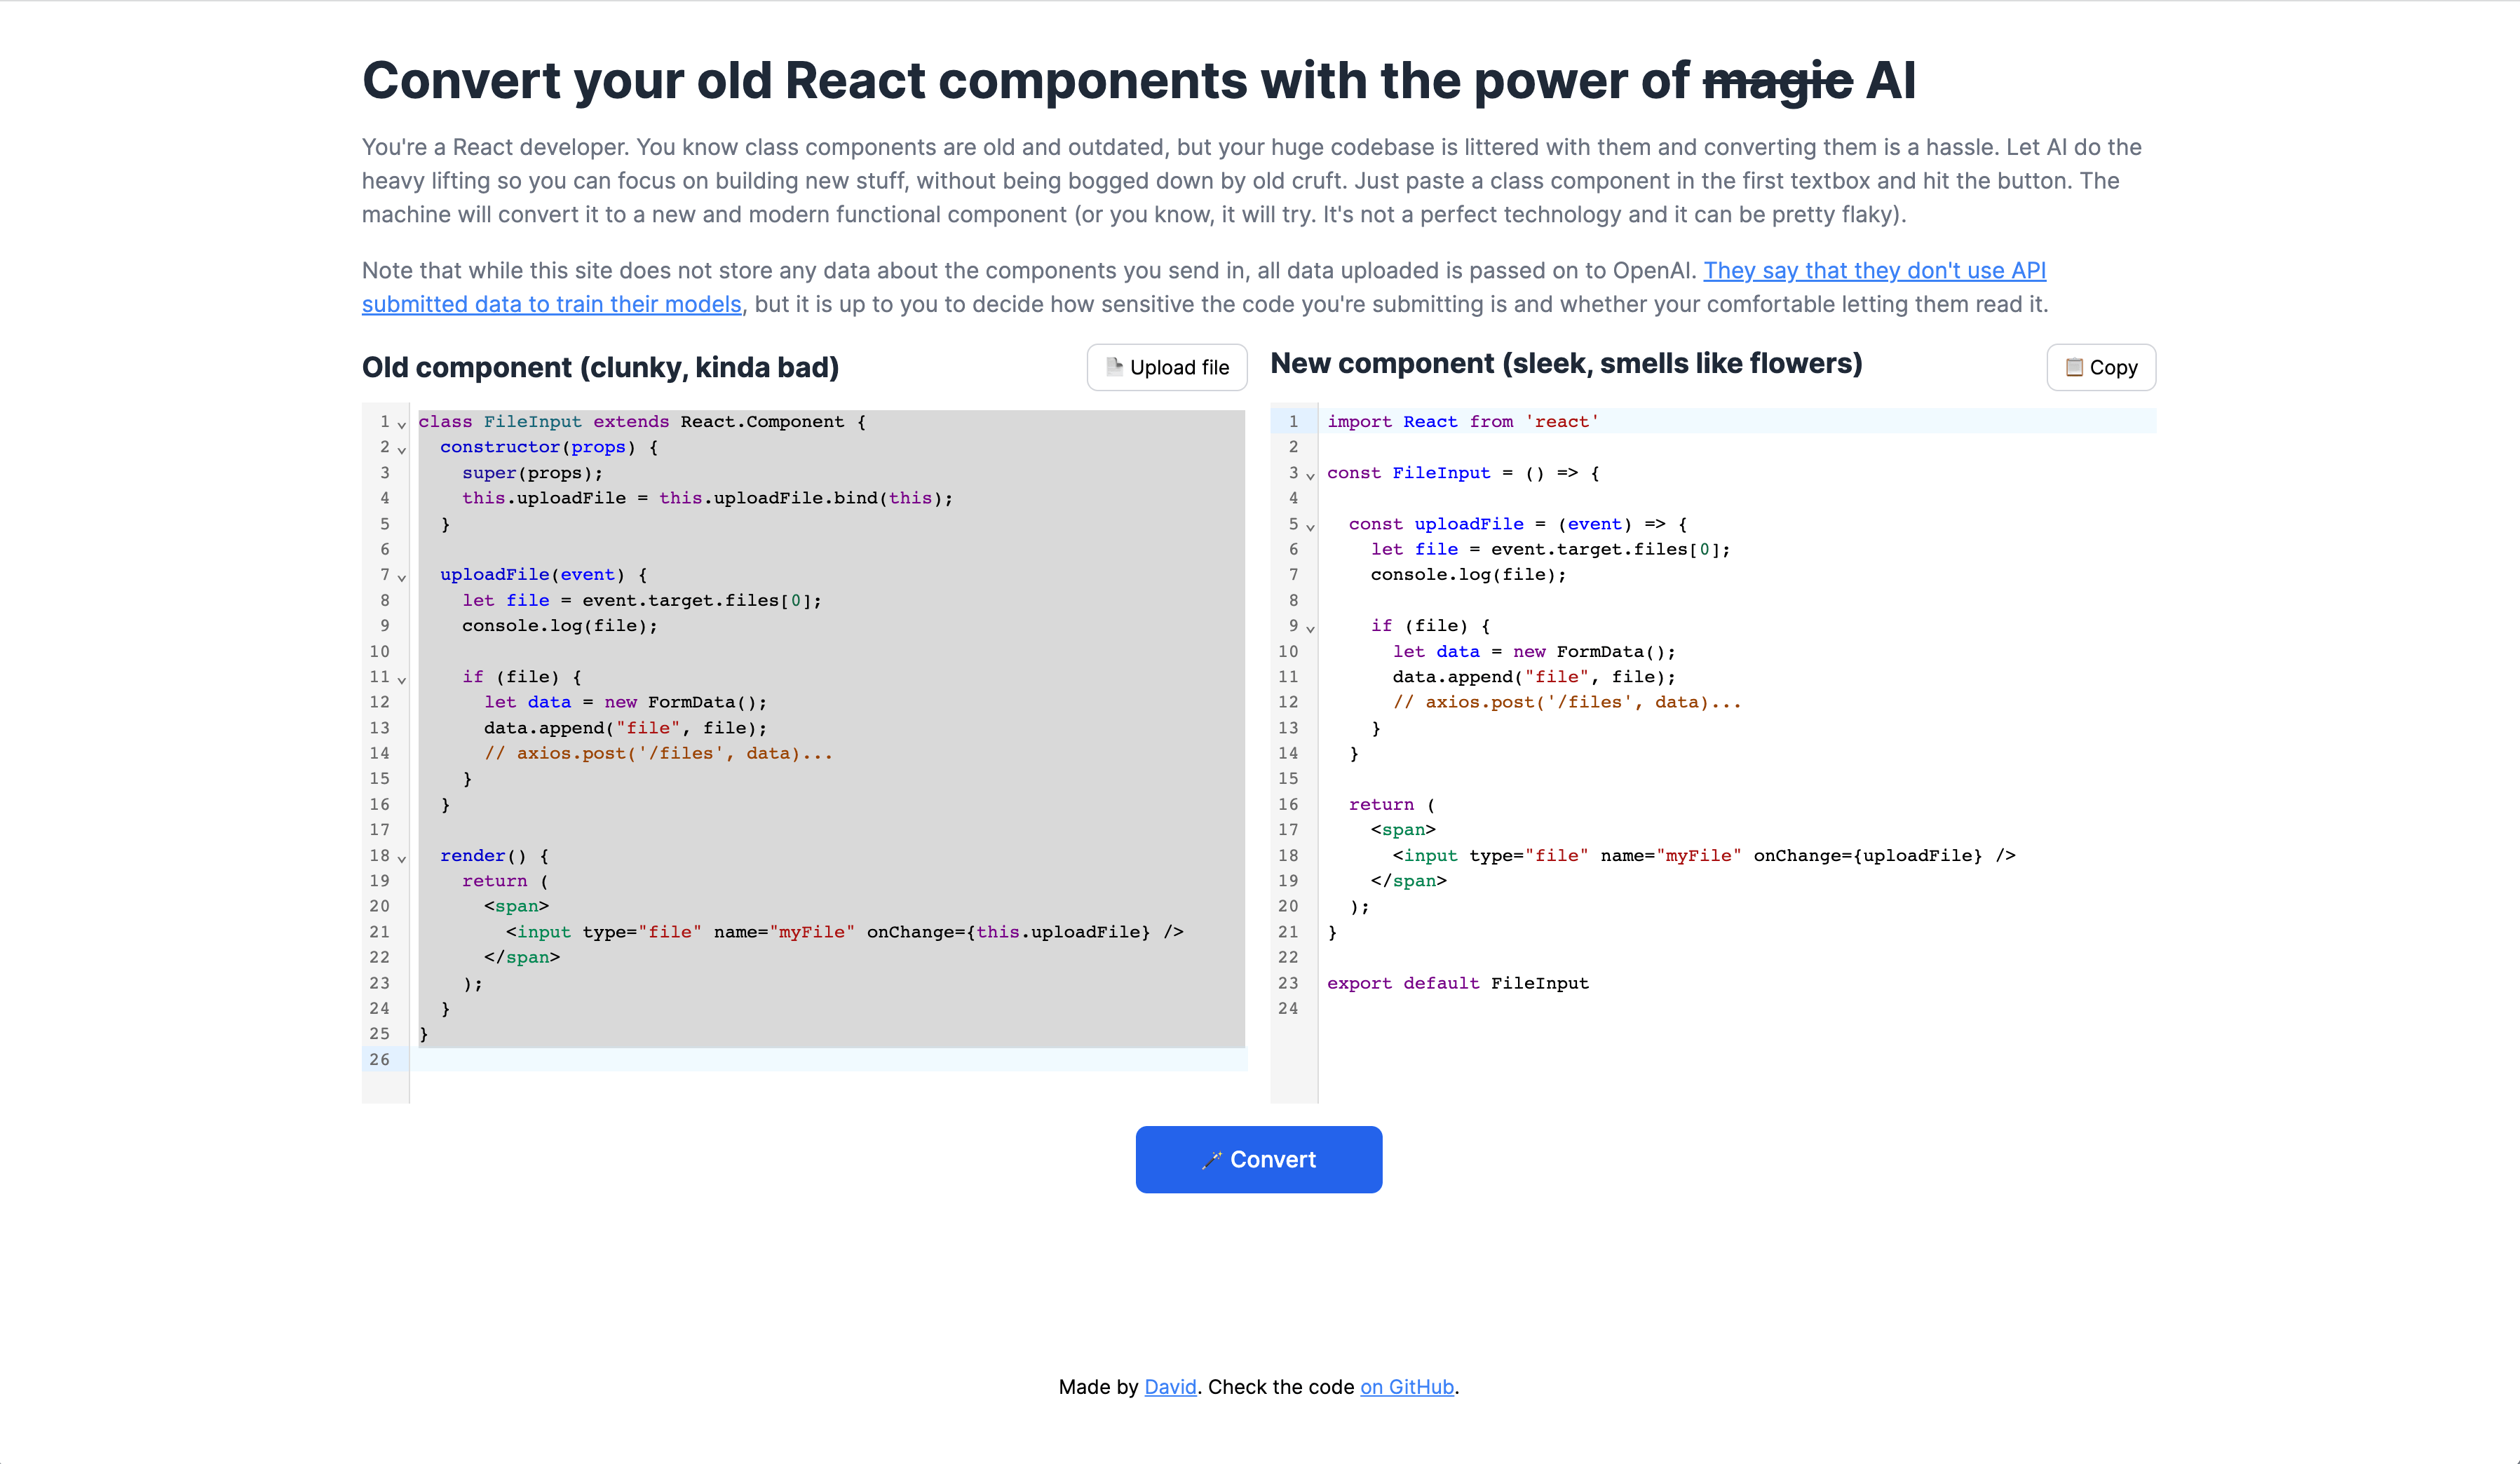 Convert your old React components with the power of magic AI
You're a React developer. You know class components are old and outdated, but your huge codebase is littered with them and converting them is a hassle. Let AI do the
heavy lifting so you can focus on building new stuff, without being bogged down by old cruft. Just paste a class component in the first textbox and hit the button. The
machine will convert it to a new and modern functional component (or you know, it will try. It's not a perfect technology and it can be pretty flaky).
Note that while this site does not store any data about the components you send in, all data uploaded is passed on to OpenAI. They say that they don't use API
submitted data to train their models, but it is up to you to decide how sensitive the code you're submitting is and whether your comfortable letting them read it.
Old component (clunky, kinda bad)
Upload file
1 class FileInput extends React.Component {
2   constructor(props) {
3     super(props);
4     this.uploadFile = this.uploadFile.bind(this);
5   }
6
7   uploadFile(event) {
8     let file = event.target.files[0];
9     console.log(file);
10
11     if (file) {
12       let data = new FormData();
13       data.append("file", file);
14       // axios.post('/files', data)...
15     }
16   }
17
18   render() {
19     return (
20       <span>
21         <input type="file" name="myFile" onChange={this.uploadFile} />
22       </span>
23     );
24   }
25 }
26
New component (sleek, smells like flowers)
Copy
1 import React from 'react'
2
3 const FileInput = () => {
4
5   const uploadFile = (event) => {
6     let file = event.target.files[0];
7     console.log(file);
8
9     if (file) {
10       let data = new FormData();
11       data.append("file", file);
12       // axios.post('/files', data)...
13     }
14   }
15
16   return (
17     <span>
18       <input type="file" name="myFile" onChange={uploadFile} />
19     </span>
20   );
21 }
22
23 export default FileInput
24
Convert
Made by David. Check the code on GitHub.